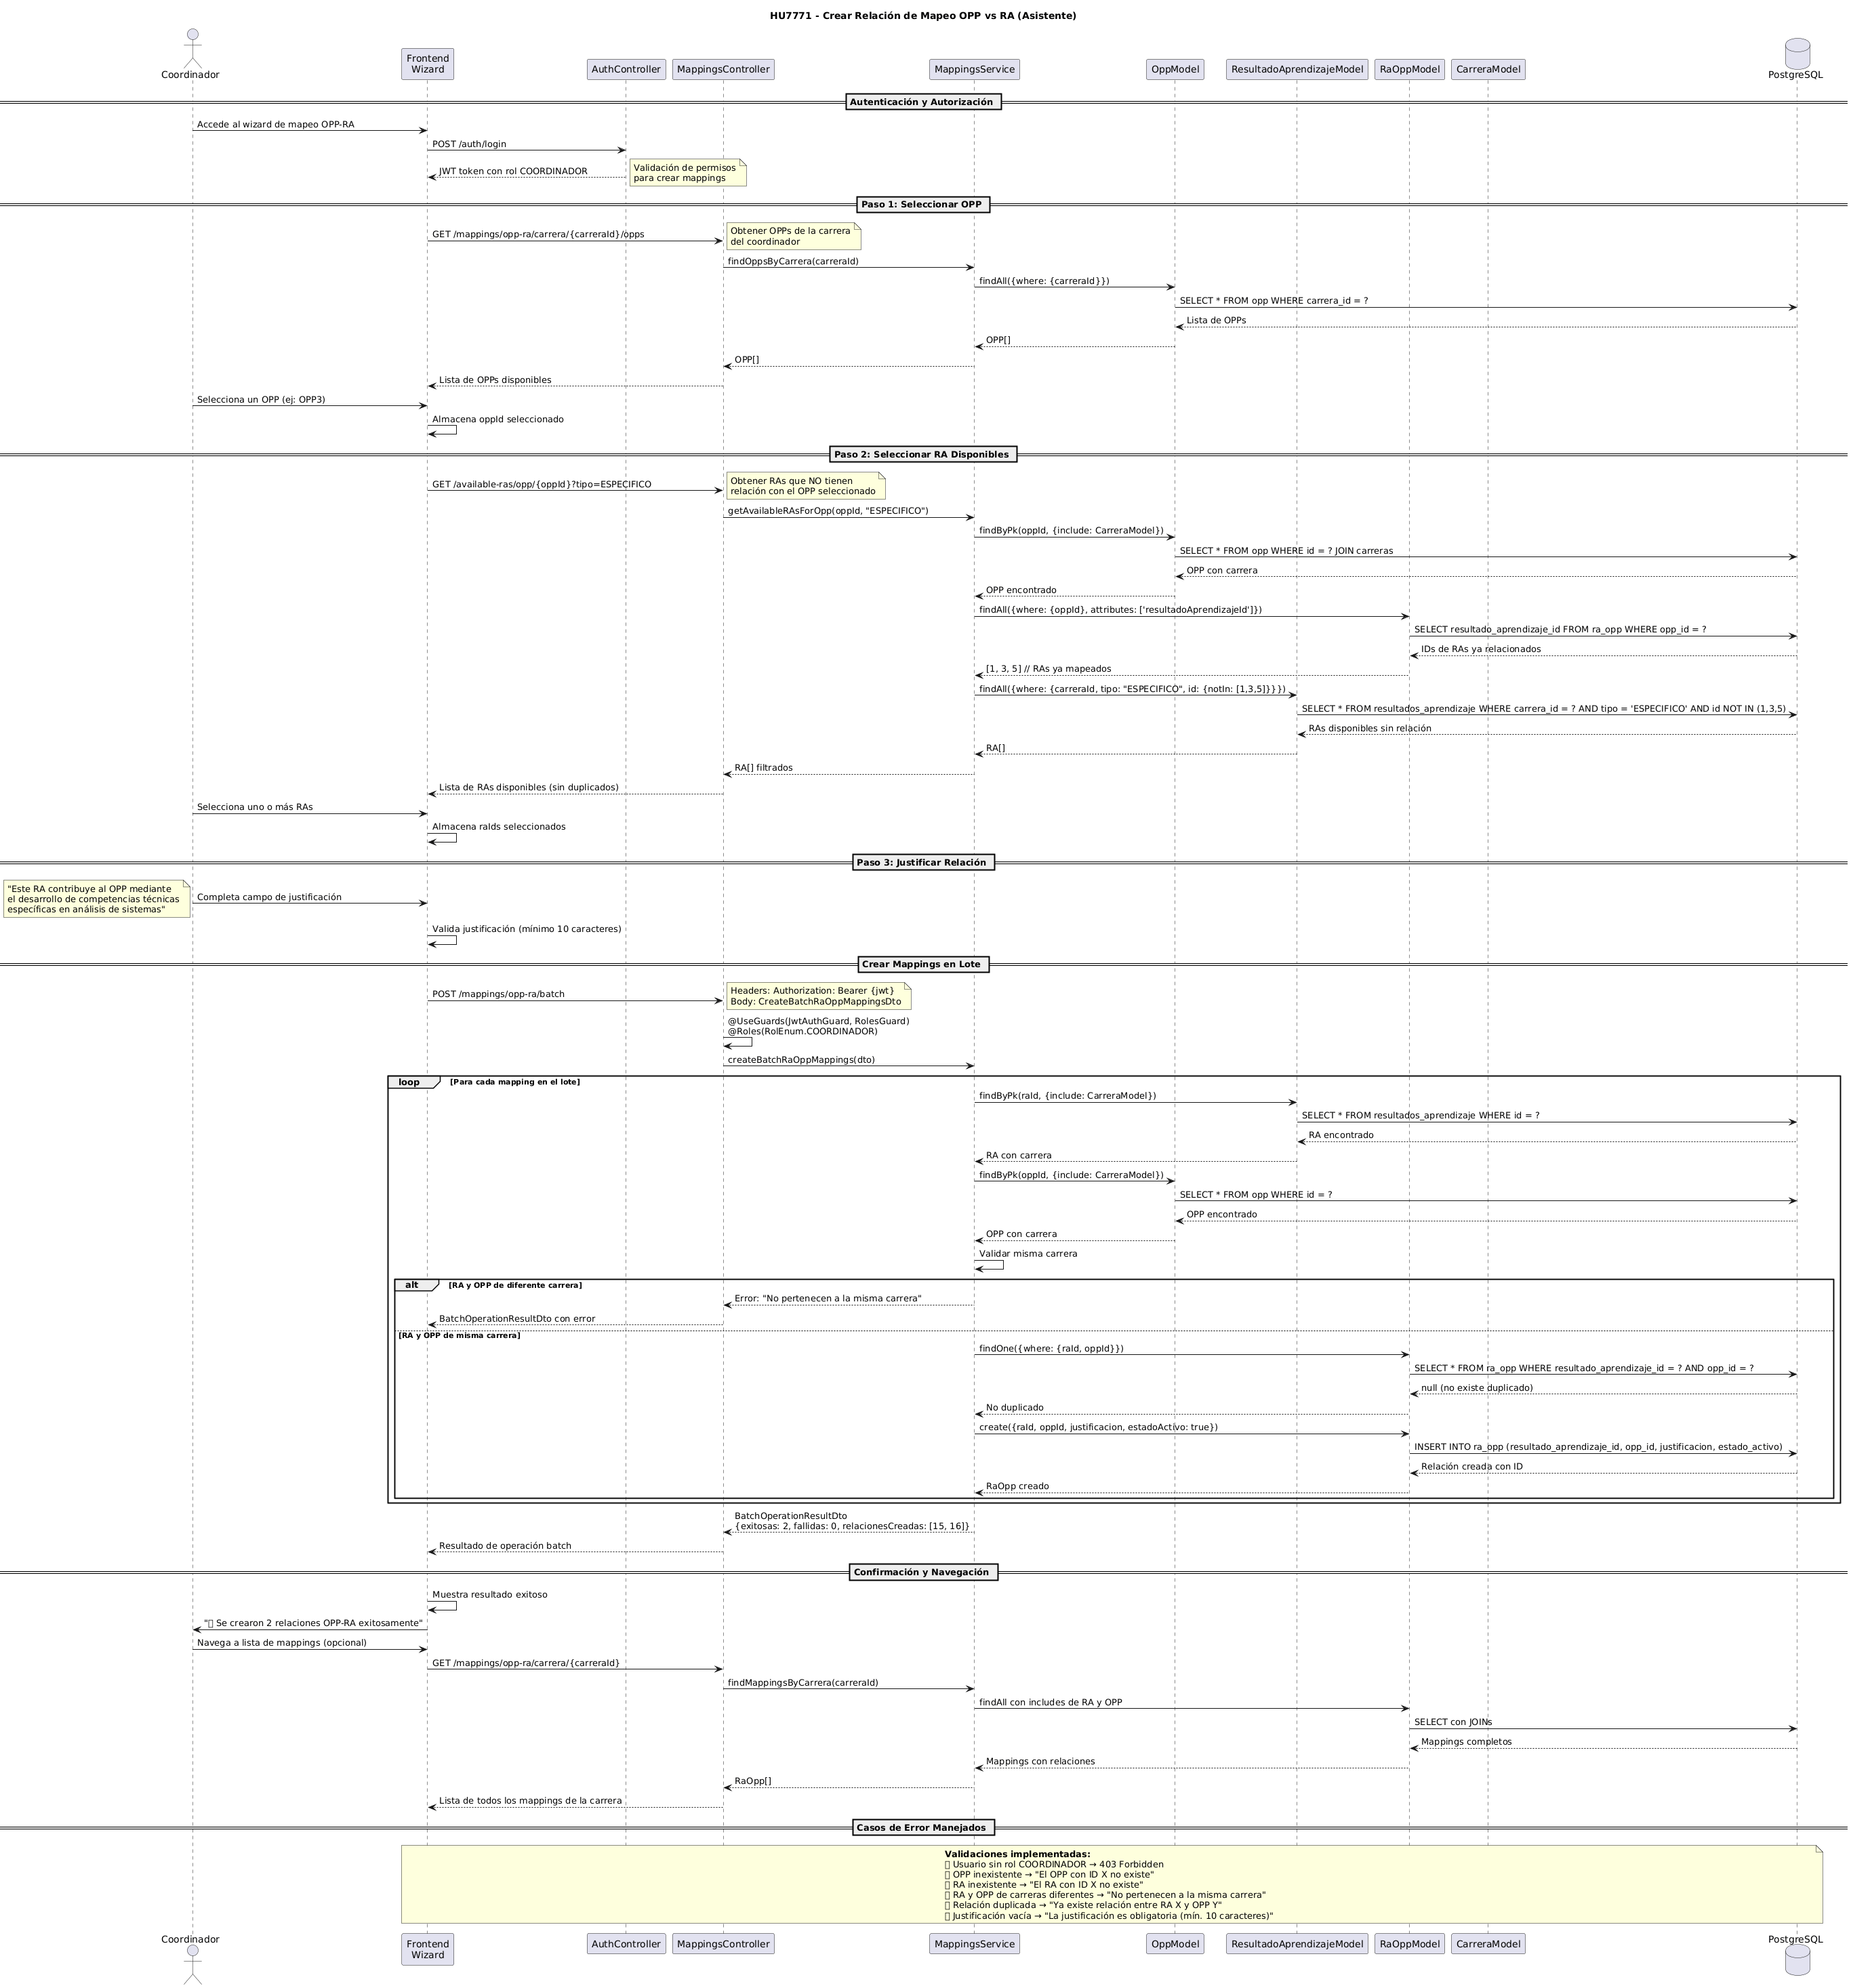 HU7771 - Crear Relación de Mapeo OPP vs RA (Asistente)
Coordinador
Frontend
Wizard
AuthController
MappingsController
MappingsService
OppModel
ResultadoAprendizajeModel
RaOppModel
CarreraModel
PostgreSQL
Autenticación y Autorización
Accede al wizard de mapeo OPP-RA
POST /auth/login
JWT token con rol COORDINADOR
Validación de permisos
para crear mappings
Paso 1: Seleccionar OPP
GET /mappings/opp-ra/carrera/{carreraId}/opps
Obtener OPPs de la carrera
del coordinador
findOppsByCarrera(carreraId)
findAll({where: {carreraId}})
SELECT * FROM opp WHERE carrera_id = ?
Lista de OPPs
OPP[]
OPP[]
Lista de OPPs disponibles
Selecciona un OPP (ej: OPP3)
Almacena oppId seleccionado
Paso 2: Seleccionar RA Disponibles
GET /available-ras/opp/{oppId}?tipo=ESPECIFICO
Obtener RAs que NO tienen
relación con el OPP seleccionado
getAvailableRAsForOpp(oppId, "ESPECIFICO")
findByPk(oppId, {include: CarreraModel})
SELECT * FROM opp WHERE id = ? JOIN carreras
OPP con carrera
OPP encontrado
findAll({where: {oppId}, attributes: ['resultadoAprendizajeId']})
SELECT resultado_aprendizaje_id FROM ra_opp WHERE opp_id = ?
IDs de RAs ya relacionados
[1, 3, 5] // RAs ya mapeados
findAll({where: {carreraId, tipo: "ESPECIFICO", id: {notIn: [1,3,5]}}})
SELECT * FROM resultados_aprendizaje WHERE carrera_id = ? AND tipo = 'ESPECIFICO' AND id NOT IN (1,3,5)
RAs disponibles sin relación
RA[]
RA[] filtrados
Lista de RAs disponibles (sin duplicados)
Selecciona uno o más RAs
Almacena raIds seleccionados
Paso 3: Justificar Relación
"Este RA contribuye al OPP mediante
el desarrollo de competencias técnicas
específicas en análisis de sistemas"
Completa campo de justificación
Valida justificación (mínimo 10 caracteres)
Crear Mappings en Lote
POST /mappings/opp-ra/batch
Headers: Authorization: Bearer {jwt}
Body: CreateBatchRaOppMappingsDto
@UseGuards(JwtAuthGuard, RolesGuard)
@Roles(RolEnum.COORDINADOR)
createBatchRaOppMappings(dto)
loop [Para cada mapping en el lote]
findByPk(raId, {include: CarreraModel})
SELECT * FROM resultados_aprendizaje WHERE id = ?
RA encontrado
RA con carrera
findByPk(oppId, {include: CarreraModel})
SELECT * FROM opp WHERE id = ?
OPP encontrado
OPP con carrera
Validar misma carrera
alt [RA y OPP de diferente carrera]
Error: "No pertenecen a la misma carrera"
BatchOperationResultDto con error
[RA y OPP de misma carrera]
findOne({where: {raId, oppId}})
SELECT * FROM ra_opp WHERE resultado_aprendizaje_id = ? AND opp_id = ?
null (no existe duplicado)
No duplicado
create({raId, oppId, justificacion, estadoActivo: true})
INSERT INTO ra_opp (resultado_aprendizaje_id, opp_id, justificacion, estado_activo)
Relación creada con ID
RaOpp creado
BatchOperationResultDto
{exitosas: 2, fallidas: 0, relacionesCreadas: [15, 16]}
Resultado de operación batch
Confirmación y Navegación
Muestra resultado exitoso
"▯ Se crearon 2 relaciones OPP-RA exitosamente"
Navega a lista de mappings (opcional)
GET /mappings/opp-ra/carrera/{carreraId}
findMappingsByCarrera(carreraId)
findAll con includes de RA y OPP
SELECT con JOINs
Mappings completos
Mappings con relaciones
RaOpp[]
Lista de todos los mappings de la carrera
Casos de Error Manejados
Validaciones implementadas:
▯ Usuario sin rol COORDINADOR → 403 Forbidden
▯ OPP inexistente → "El OPP con ID X no existe"
▯ RA inexistente → "El RA con ID X no existe"
▯ RA y OPP de carreras diferentes → "No pertenecen a la misma carrera"
▯ Relación duplicada → "Ya existe relación entre RA X y OPP Y"
▯ Justificación vacía → "La justificación es obligatoria (mín. 10 caracteres)"
Coordinador
Frontend
Wizard
AuthController
MappingsController
MappingsService
OppModel
ResultadoAprendizajeModel
RaOppModel
CarreraModel
PostgreSQL